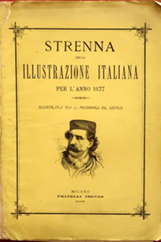 STRENNA
DELLA
ILLUSTRAZIONE ITALIANA
PER L'ANNO 1877
MILANO
FRATELLI TREVES